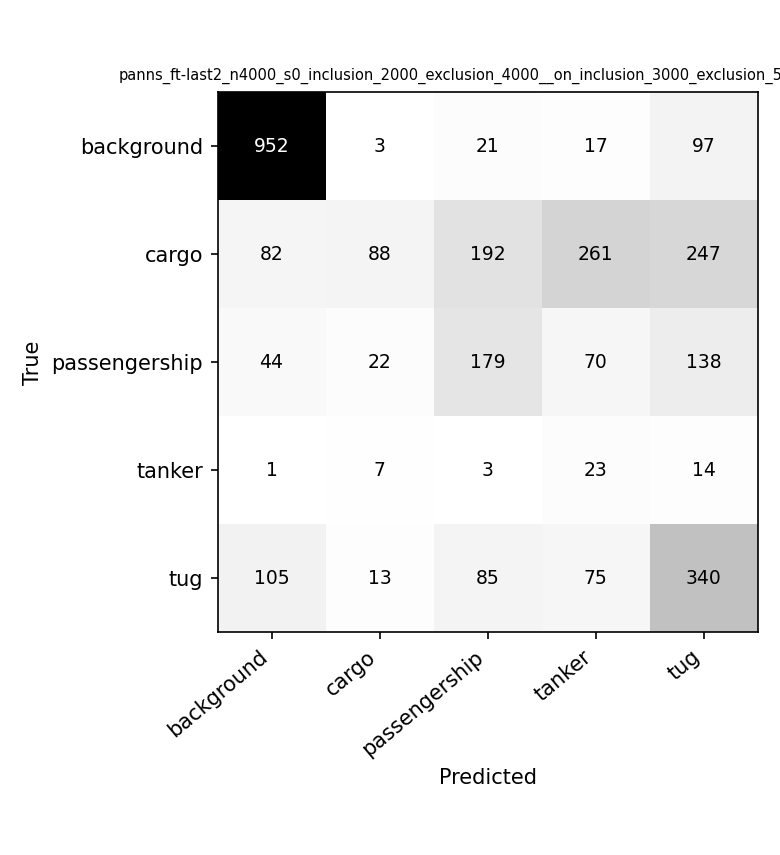 panns_ft-last2_n4000_s0_inclusion_2000_exclusion_4000__on_inclusion_3000_exclusion_5
background 952 3 21 17 97
cargo 82 88 192 261 247
passengership 44 22 179 70 138
tanker 1 7 3 23 14
tug 105 13 85 75 340
True
background cargo passengership tanker tug
Predicted